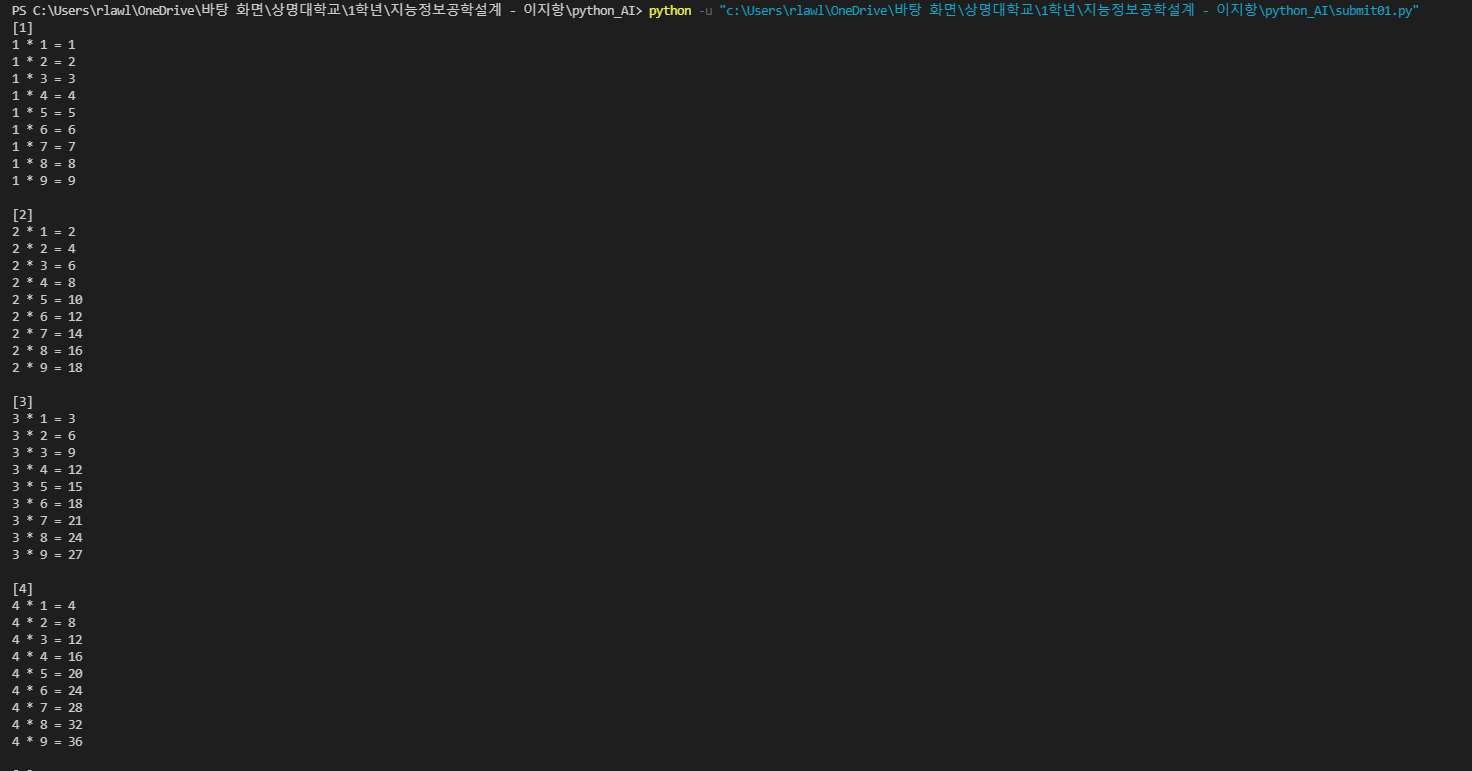 PS C:\Users\rlawl\OneDrive\바탕 화면\상명대학교\1학년\지능정보공학설계 - 이지항\python_AI> python -u "c:\Users\rlawl\OneDrive\바탕 화면\상명대학교\1학년\지능정보공학설계 - 이지항\python_AI\submit01.py"
[1]
1 * 1 = 1
1 * 2 = 2
1 * 3 = 3
1 * 4 = 4
1 * 5 = 5
1 * 6 = 6
1 * 7 = 7
1 * 8 = 8
1 * 9 = 9
[2]
2 * 1 = 2
2 * 2 = 4
2 * 3 = 6
2 * 4 = 8
2 * 5 = 10
2 * 6 = 12
2 * 7 = 14
2 * 8 = 16
2 * 9 = 18
[3]
3 * 1 = 3
3 * 2 = 6
3 * 3 = 9
3 * 4 = 12
3 * 5 = 15
3 * 6 = 18
3 * 7 = 21
3 * 8 = 24
3 * 9 = 27
[4]
4 * 1 = 4
4 * 2 = 8
4 * 3 = 12
4 * 4 = 16
4 * 5 = 20
4 * 6 = 24
4 * 7 = 28
4 * 8 = 32
4 * 9 = 36